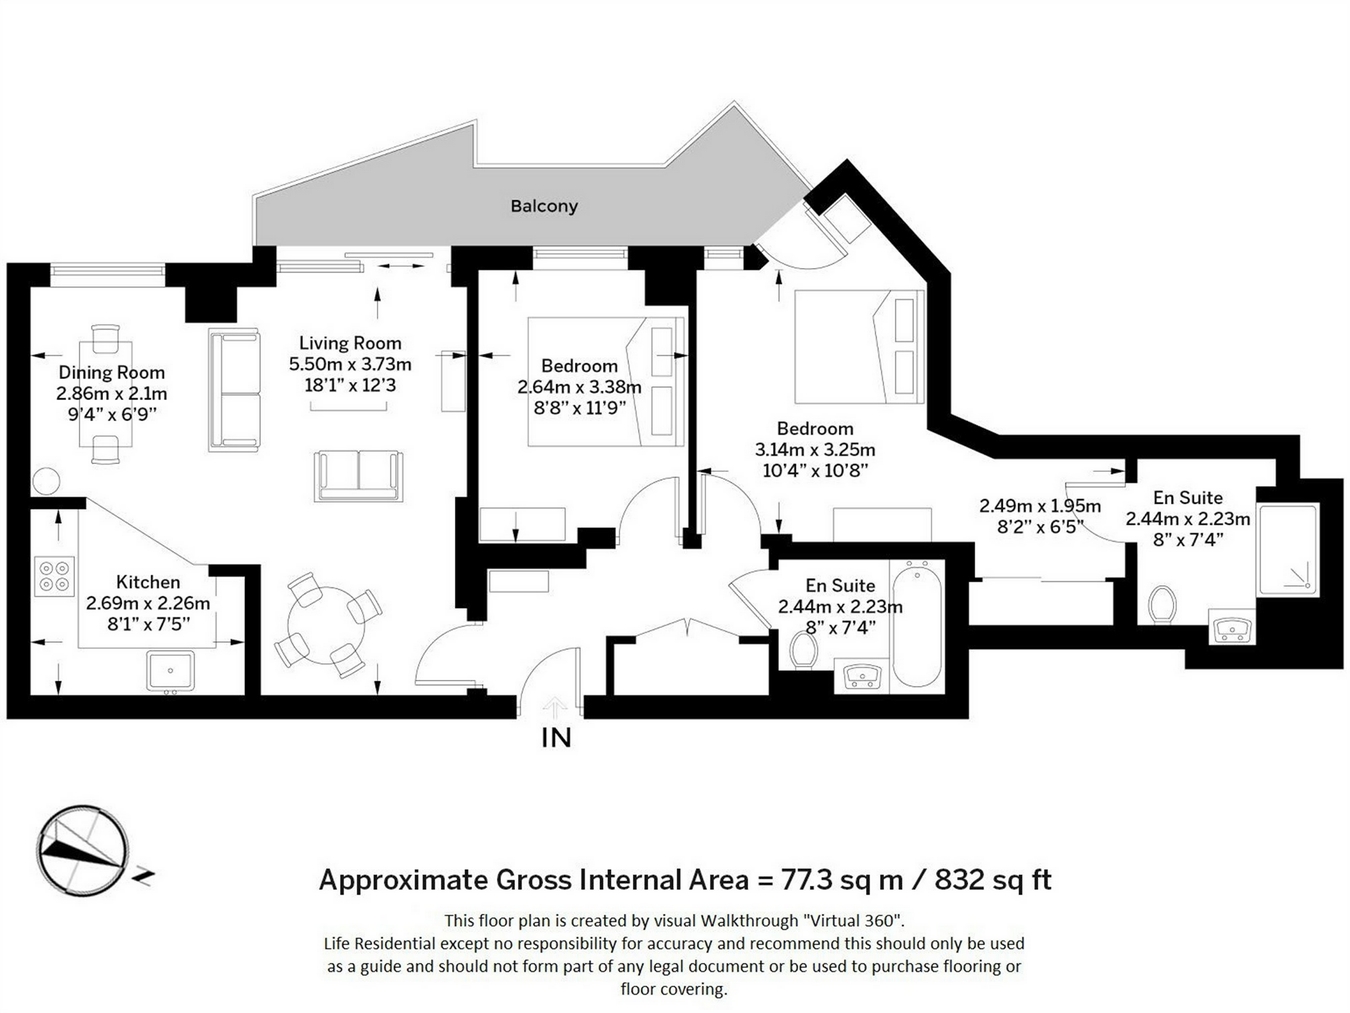 Balcony
Living Room
5.50m x 3.73m
18'1" x 12'3
Dining Room
2.86m x 2.1m
9'4" x 6'9"
Bedroom
2.64m x 3.38m
8'8" x 11'9"
Bedroom
3.14m x 3.25m
10'4" x 10'8"
2.49m x 1.95m
8'2" x 6'5"
En Suite
2.44m x 2.23m
8" x 7'4"
Kitchen
2.69m x 2.26m
8'1" x 7'5"
En Suite
2.44m x 2.23m
8" x 7'4"
IN
N
Approximate Gross Internal Area = 77.3 sq m / 832 sq ft
This floor plan is created by visual Walkthrough "Virtual 360".
Life Residential except no responsibility for accuracy and recommend this should only be used
as a guide and should not form part of any legal document or be used to purchase flooring or
floor covering.